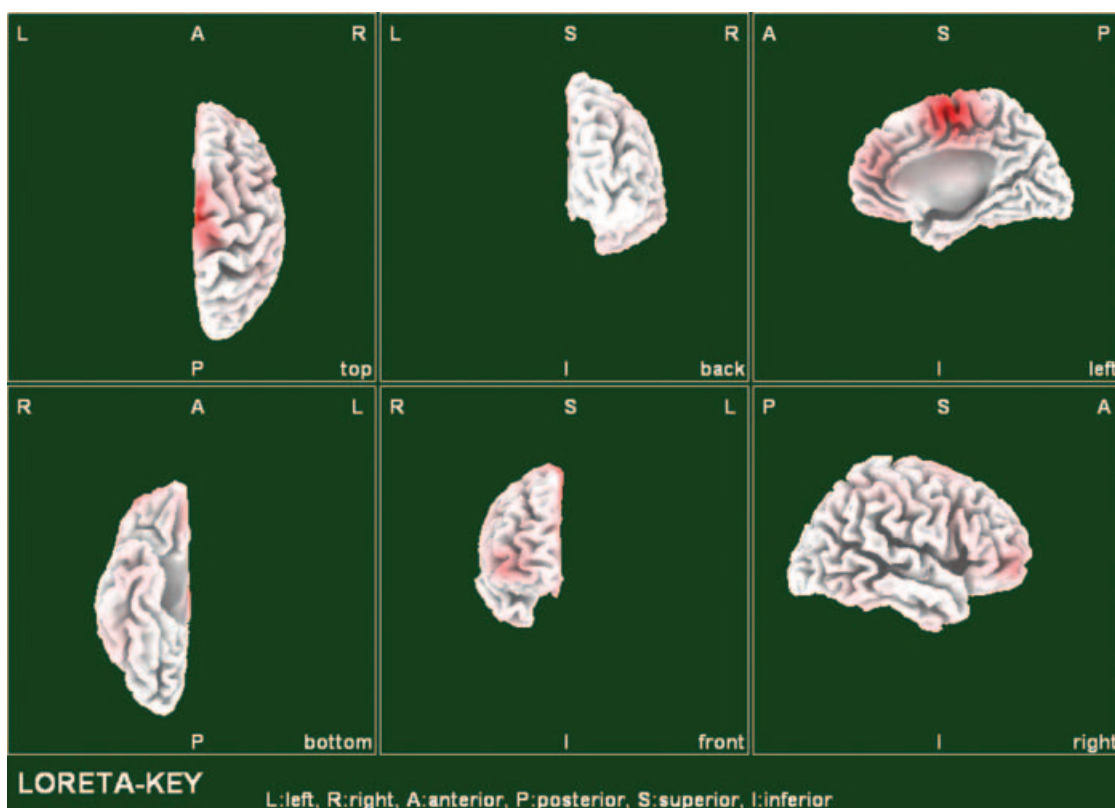 L A R
P top
L S R
I back
A S P
I left
R A L
P bottom
R S L
I front
P S A
I right
LORETA-KEY
L:left, R:right, A:anterior, P:posterior, S:superior, I:inferior